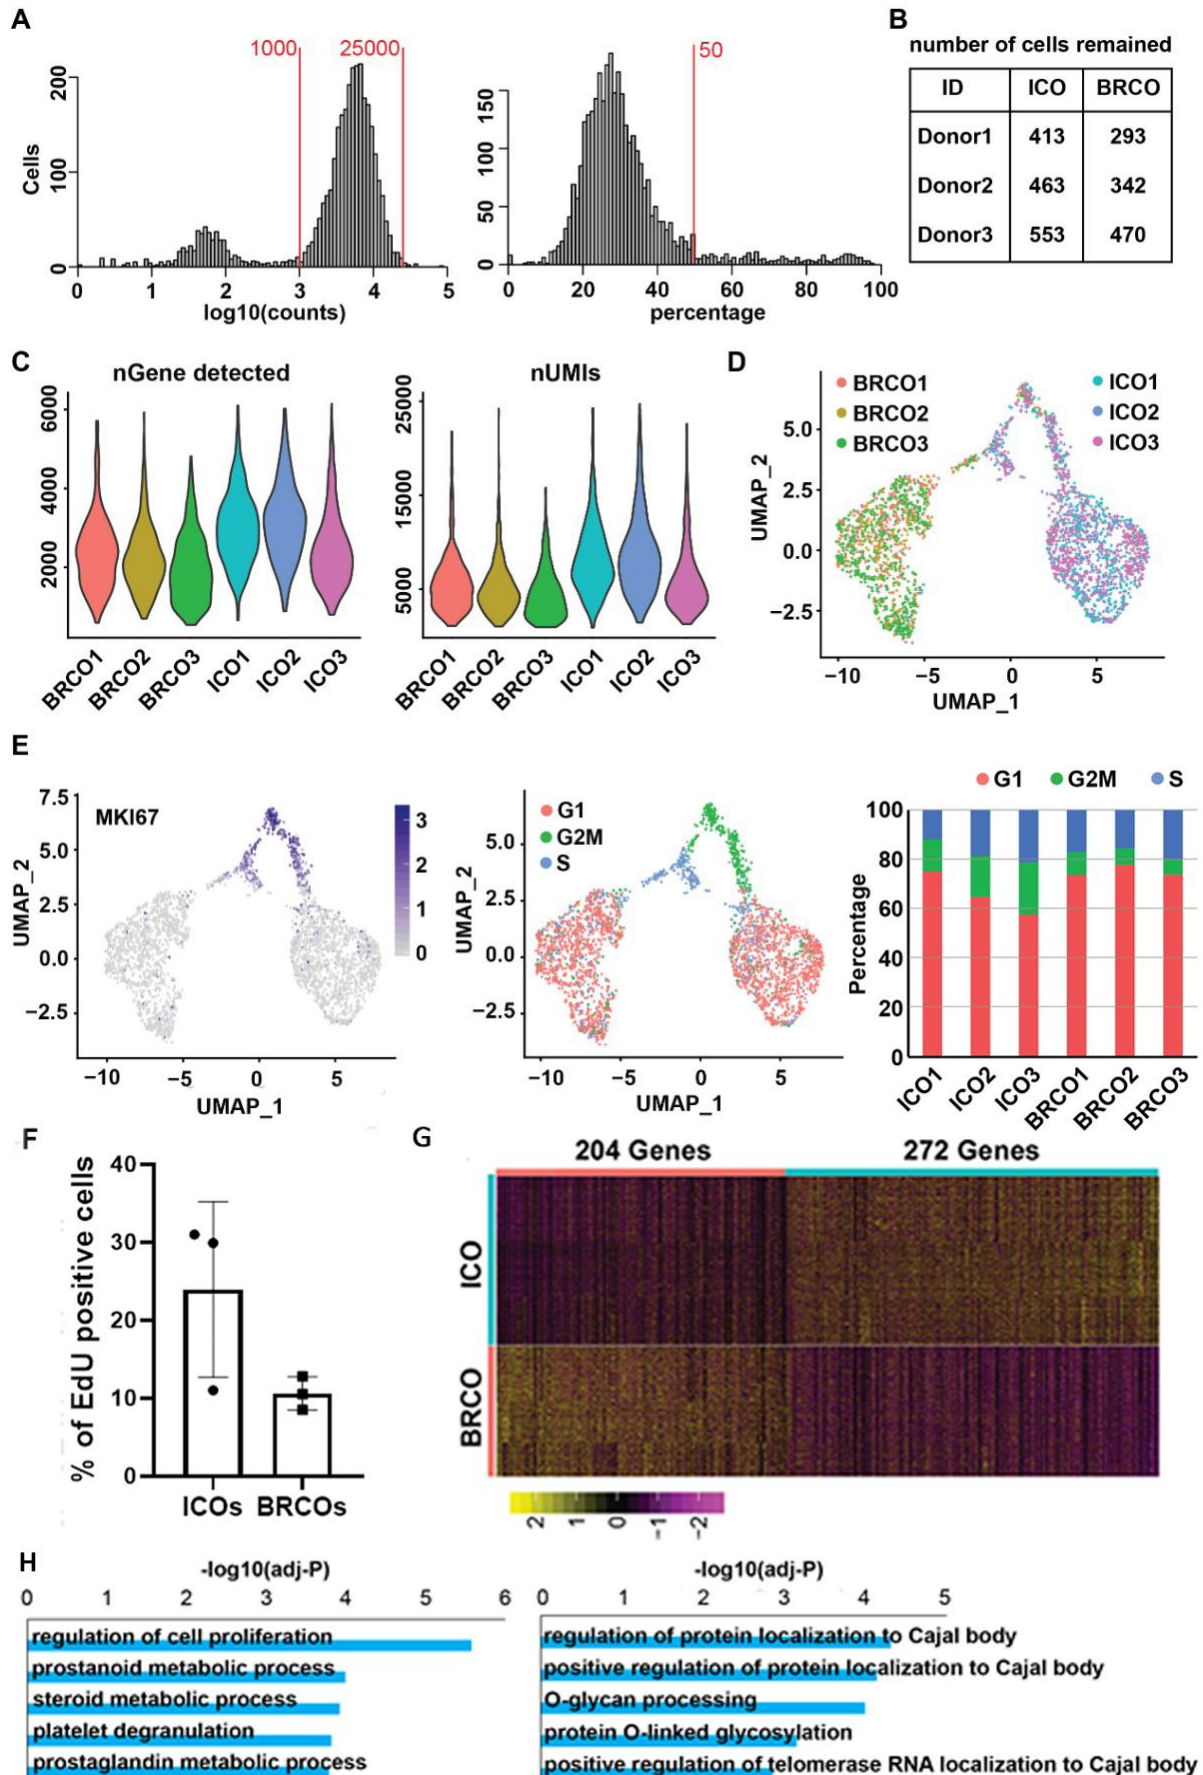 A
1000
25000
200
100
0
Cells
0 1 2 3 4 5
log10(counts)
50
150
100
50
0
0 20 40 60 80 100
percentage
B
number of cells remained
ID ICO BRCO
Donor1 413 293
Donor2 463 342
Donor3 553 470
C
nGene detected
6000
4000
2000
BRCO1 BRCO2 BRCO3 ICO1 ICO2 ICO3
nUMIs
25000
15000
5000
BRCO1 BRCO2 BRCO3 ICO1 ICO2 ICO3
D
BRCO1
BRCO2
BRCO3
ICO1
ICO2
ICO3
5.0
2.5
0.0
−2.5
UMAP_2
−10 −5 0 5
UMAP_1
E
MKI67
7.5
5.0
2.5
0.0
−2.5
UMAP_2
3
2
1
0
−10 −5 0 5
UMAP_1
G1
G2M
S
5.0
2.5
0.0
−2.5
UMAP_2
−10 −5 0 5
UMAP_1
G1 G2M S
100
80
60
40
20
0
Percentage
ICO1 ICO2 ICO3 BRCO1 BRCO2 BRCO3
F
40
30
20
10
0
% of EdU positive cells
ICOs BRCOs
G
204 Genes 272 Genes
ICO
BRCO
2 1 0 -1 -2
H
-log10(adj-P)
0 1 2 3 4 5 6
regulation of cell proliferation
prostanoid metabolic process
steroid metabolic process
platelet degranulation
prostaglandin metabolic process
-log10(adj-P)
0 1 2 3 4 5
regulation of protein localization to Cajal body
positive regulation of protein localization to Cajal body
O-glycan processing
protein O-linked glycosylation
positive regulation of telomerase RNA localization to Cajal body